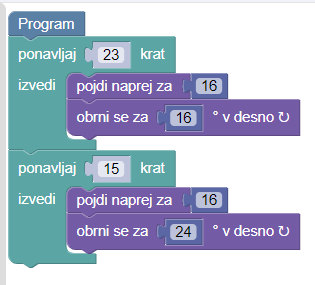 Program
ponavljaj 23 krat
izvedi pojdi naprej za 16
obrni se za 16 ° v desno ↻
ponavljaj 15 krat
izvedi pojdi naprej za 16
obrni se za 24 ° v desno ↻